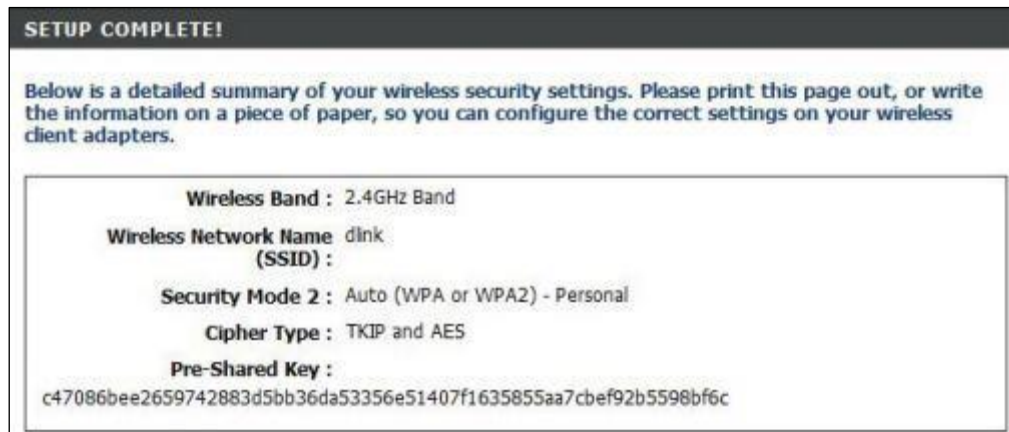 SETUP COMPLETE!
Below is a detailed summary of your wireless security settings. Please print this page out, or write
the information on a piece of paper, so you can configure the correct settings on your wireless
client adapters.
Wireless Band : 2.4GHz Band
Wireless Network Name (SSID) : dlink
Security Mode 2 : Auto (WPA or WPA2) - Personal
Cipher Type : TKIP and AES
Pre-Shared Key :
c47086bee2659742883d5bb36da53356e51407f1635855aa7cbef92b5598bf6c